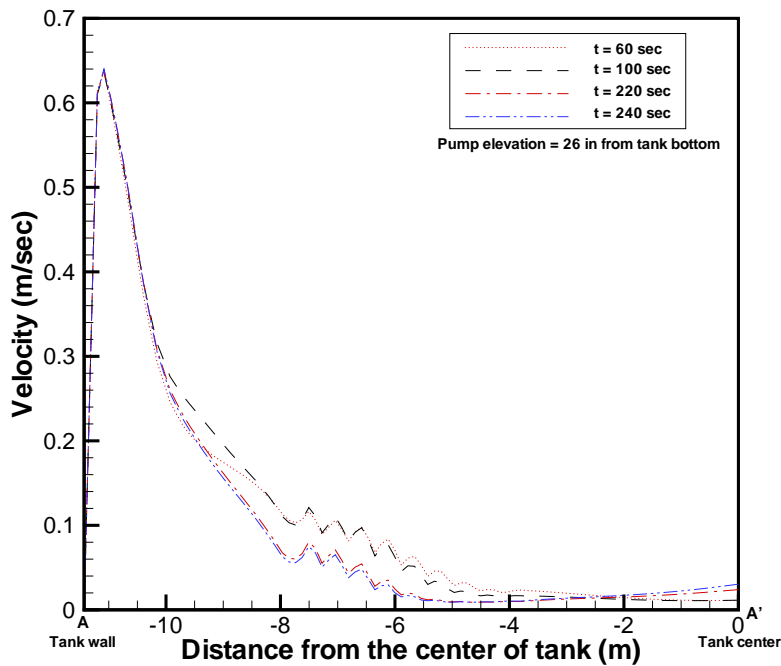 0.7
0.6
0.5
0.4
0.3
0.2
0.1
0
Velocity (m/sec)
t = 60 sec
t = 100 sec
t = 220 sec
t = 240 sec
Pump elevation = 26 in from tank bottom
A -10 -8 -6 -4 -2 0 A'
Tank wall Distance from the center of tank (m) Tank center